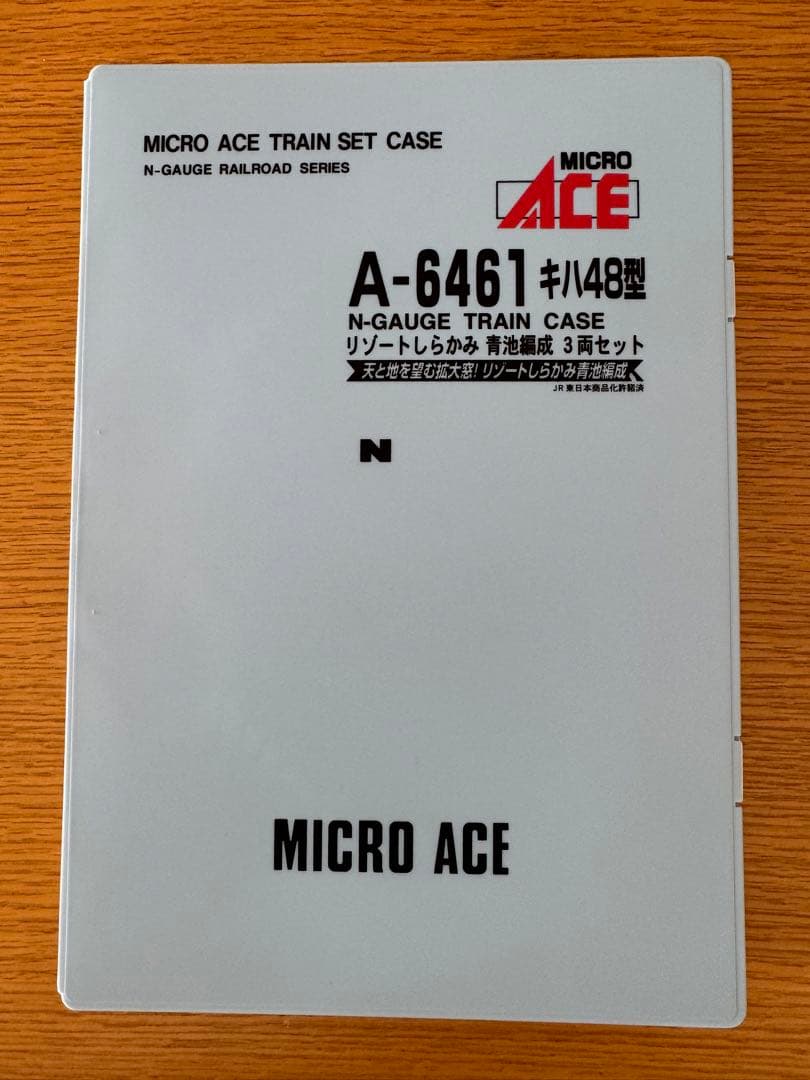 MICRO ACE TRAIN SET CASE
N-GAUGE RAILROAD SERIES
MICRO
ACE
A-6461 キハ48型
N-GAUGE TRAIN CASE
リゾートしらかみ 青池編成 3両セット
天と地を望む拡大窓!リゾートしらかみ青池編成
JR東日本商品化許諾済
N
MICRO ACE